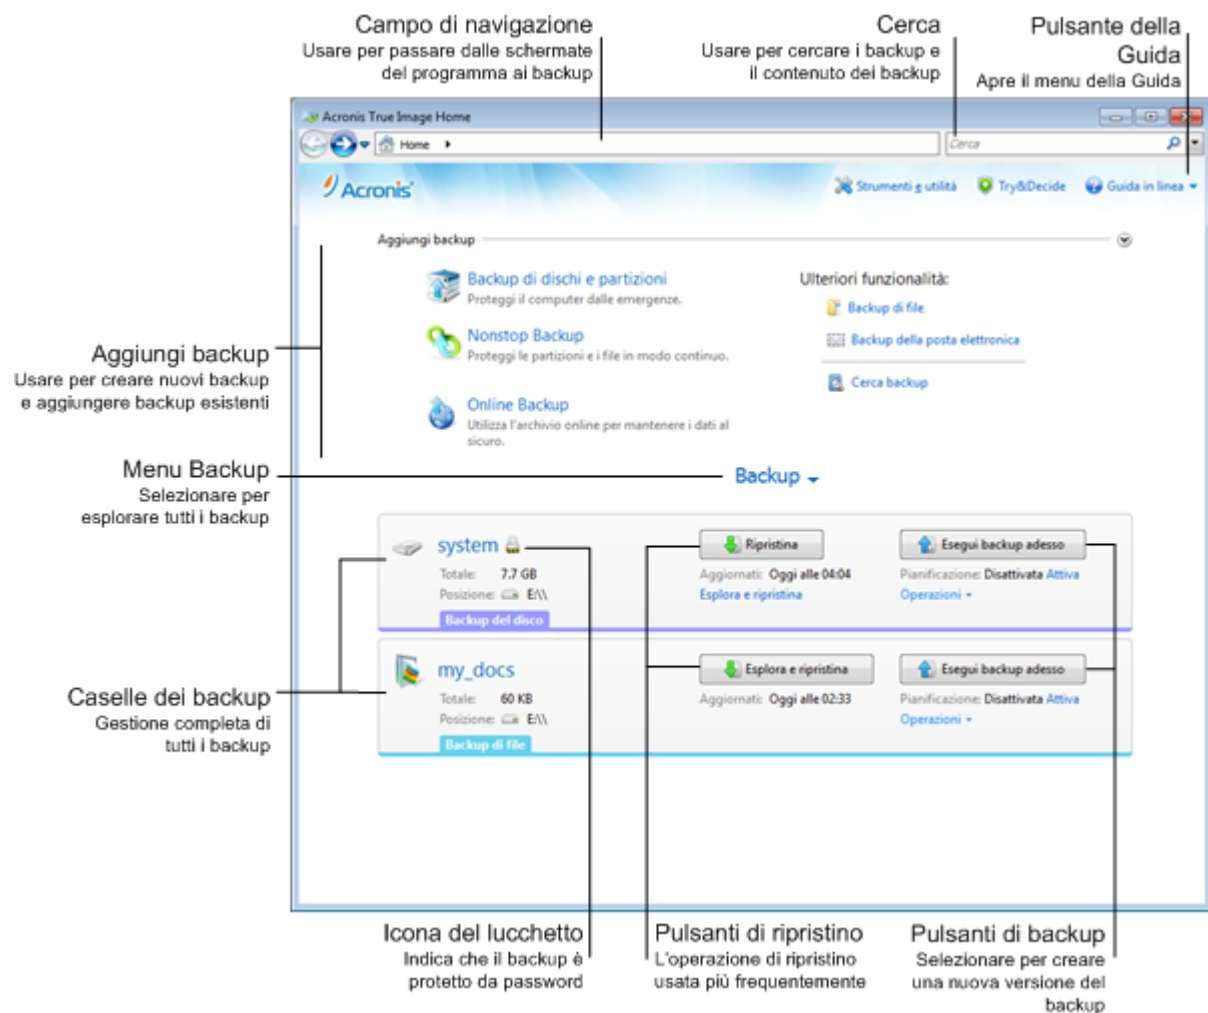 Campo di navigazione
Usare per passare dalle schermate
del programma ai backup
Cerca
Usare per cercare i backup e
il contenuto dei backup
Pulsante della
Guida
Apre il menu della Guida
Acronis True Image Home
Home
Cerca
Acronis
Strumenti e utilità
Try&Decide
Guida in linea
Aggiungi backup
Backup di dischi e partizioni
Proteggi il computer dalle emergenze.
Nonstop Backup
Proteggi le partizioni e i file in modo continuo.
Online Backup
Utilizza l'archivio online per mantenere i dati al
sicuro.
Ulteriori funzionalità:
Backup di file
Backup della posta elettronica
Cerca backup
Aggiungi backup
Usare per creare nuovi backup
e aggiungere backup esistenti
Menu Backup
Selezionare per
esplorare tutti i backup
Backup
system
Totale: 7.7 GB
Posizione: E:\\
Backup del disco
Ripristina
Aggiornati: Oggi alle 04:04
Esplora e ripristina
Esegui backup adesso
Pianificazione: Disattivata Attiva
Operazioni
my_docs
Totale: 60 KB
Posizione: E:\\
Backup di file
Esplora e ripristina
Aggiornati: Oggi alle 02:33
Esegui backup adesso
Pianificazione: Disattivata Attiva
Operazioni
Caselle dei backup
Gestione completa di
tutti i backup
Icona del lucchetto
Indica che il backup è
protetto da password
Pulsanti di ripristino
L'operazione di ripristino
usata più frequentemente
Pulsanti di backup
Selezionare per creare
una nuova versione del
backup